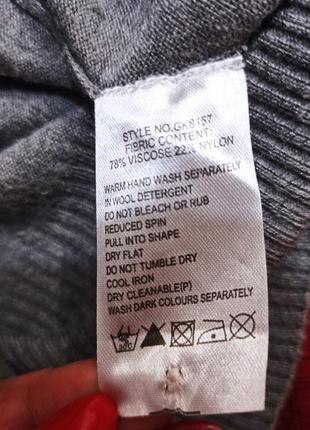 STYLE NO.GK9157
FIBRIC CONTENT:
78% VISCOSE 22% NYLON
WARM HAND WASH SEPARATELY
IN WOOL DETERGENT
DO NOT BLEACH OR RUB
REDUCED SPIN
PULL INTO SHAPE
DRY FLAT
DO NOT TUMBLE DRY
COOL IRON
DRY CLEANABLE(P)
WASH DARK COLOURS SEPARATELY